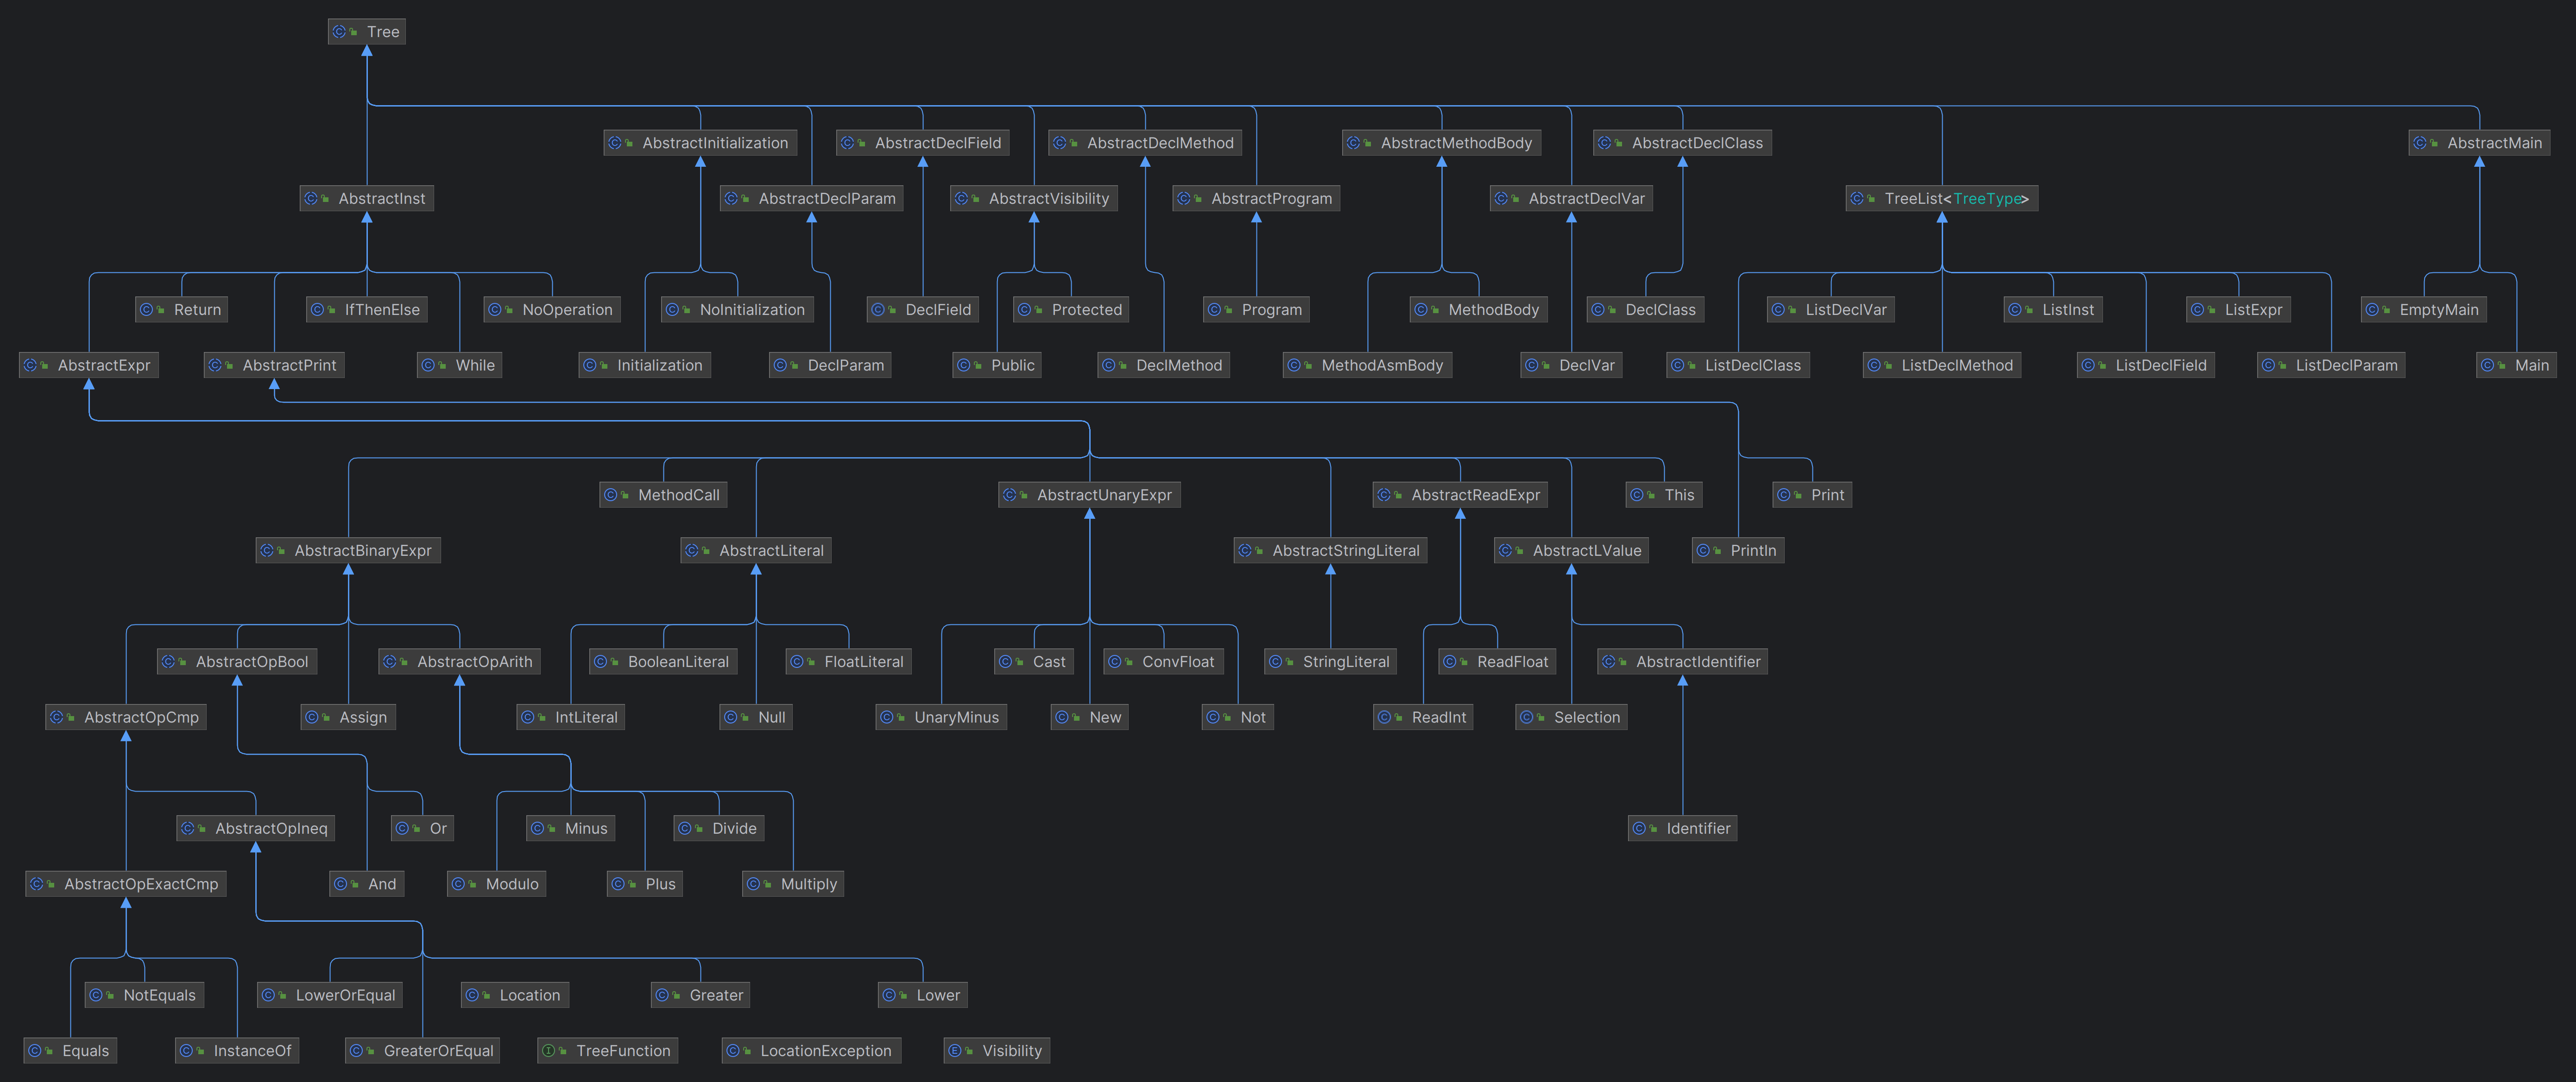 Tree
AbstractInitialization
AbstractDeclField
AbstractDeclMethod
AbstractMethodBody
AbstractDeclClass
AbstractMain
AbstractInst
AbstractDeclParam
AbstractVisibility
AbstractProgram
AbstractDeclVar
TreeList<TreeType>
Return
IfThenElse
NoOperation
NoInitialization
DeclField
Protected
Program
MethodBody
DeclClass
ListDeclVar
ListInst
ListExpr
EmptyMain
AbstractExpr
AbstractPrint
While
Initialization
DeclParam
Public
DeclMethod
MethodAsmBody
DeclVar
ListDeclClass
ListDeclMethod
ListDeclField
ListDeclParam
Main
MethodCall
AbstractUnaryExpr
AbstractReadExpr
This
Print
AbstractBinaryExpr
AbstractLiteral
AbstractStringLiteral
AbstractLValue
Println
AbstractOpBool
AbstractOpArith
BooleanLiteral
FloatLiteral
Cast
ConvFloat
StringLiteral
ReadFloat
AbstractIdentifier
AbstractOpCmp
Assign
IntLiteral
Null
UnaryMinus
New
Not
ReadInt
Selection
AbstractOpIneq
Or
Minus
Divide
Identifier
AbstractOpExactCmp
And
Modulo
Plus
Multiply
NotEquals
LowerOrEqual
Location
Greater
Lower
Equals
InstanceOf
GreaterOrEqual
TreeFunction
LocationException
Visibility